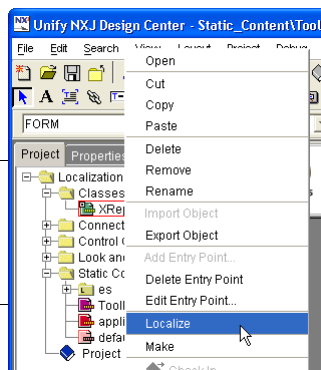 NXJ Unify NXJ Design Center - Static_Content\Tool
File Edit Search View Layout Project Debug
FORM
Project Properties
Localization
Classes
XRep
Connect
Control
Look and
Static Co
es
Tooll
appli
defau
Project
Open
Cut
Copy
Paste
Delete
Remove
Rename
Import Object
Export Object
Add Entry Point...
Delete Entry Point
Edit Entry Point...
Localize
Make
Check In